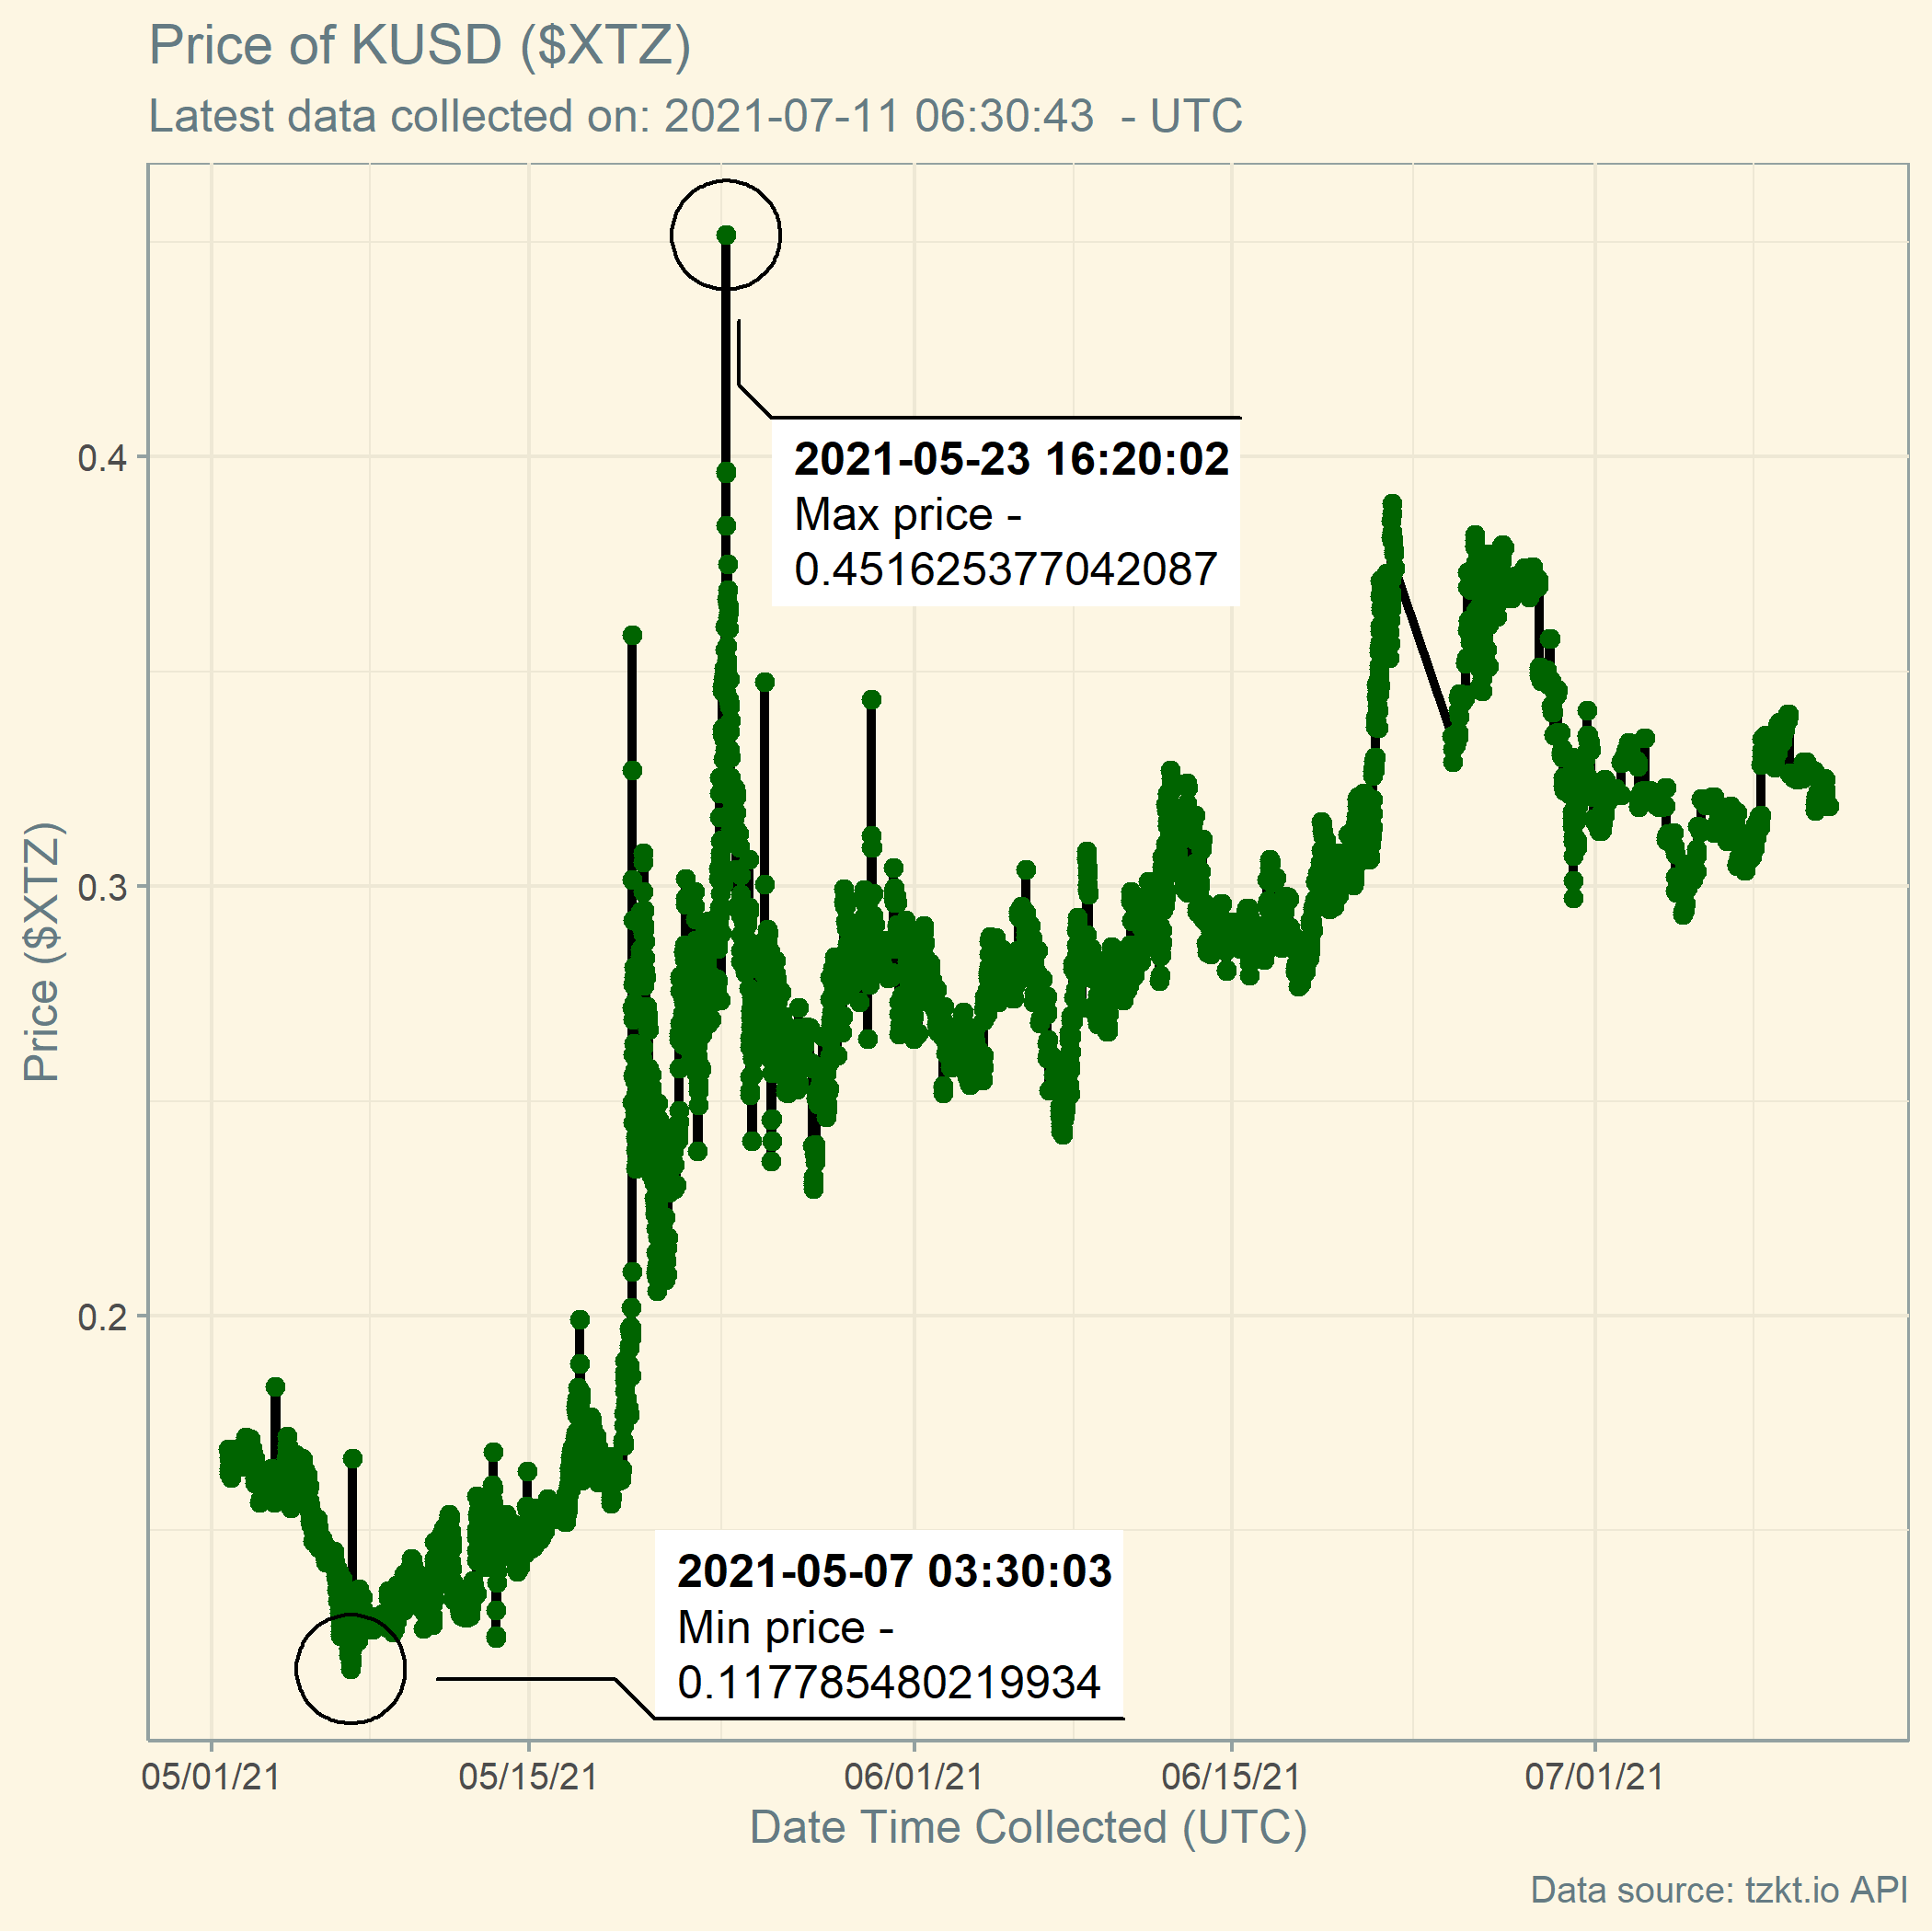 Price of KUSD ($XTZ)
Latest data collected on: 2021-07-11 06:30:43  - UTC
2021-05-23 16:20:02
Max price -
0.451625377042087
0.4
0.3
0.2
Price ($XTZ)
2021-05-07 03:30:03
Min price -
0.117785480219934
05/01/21
05/15/21
06/01/21
06/15/21
07/01/21
Date Time Collected (UTC)
Data source: tzkt.io API